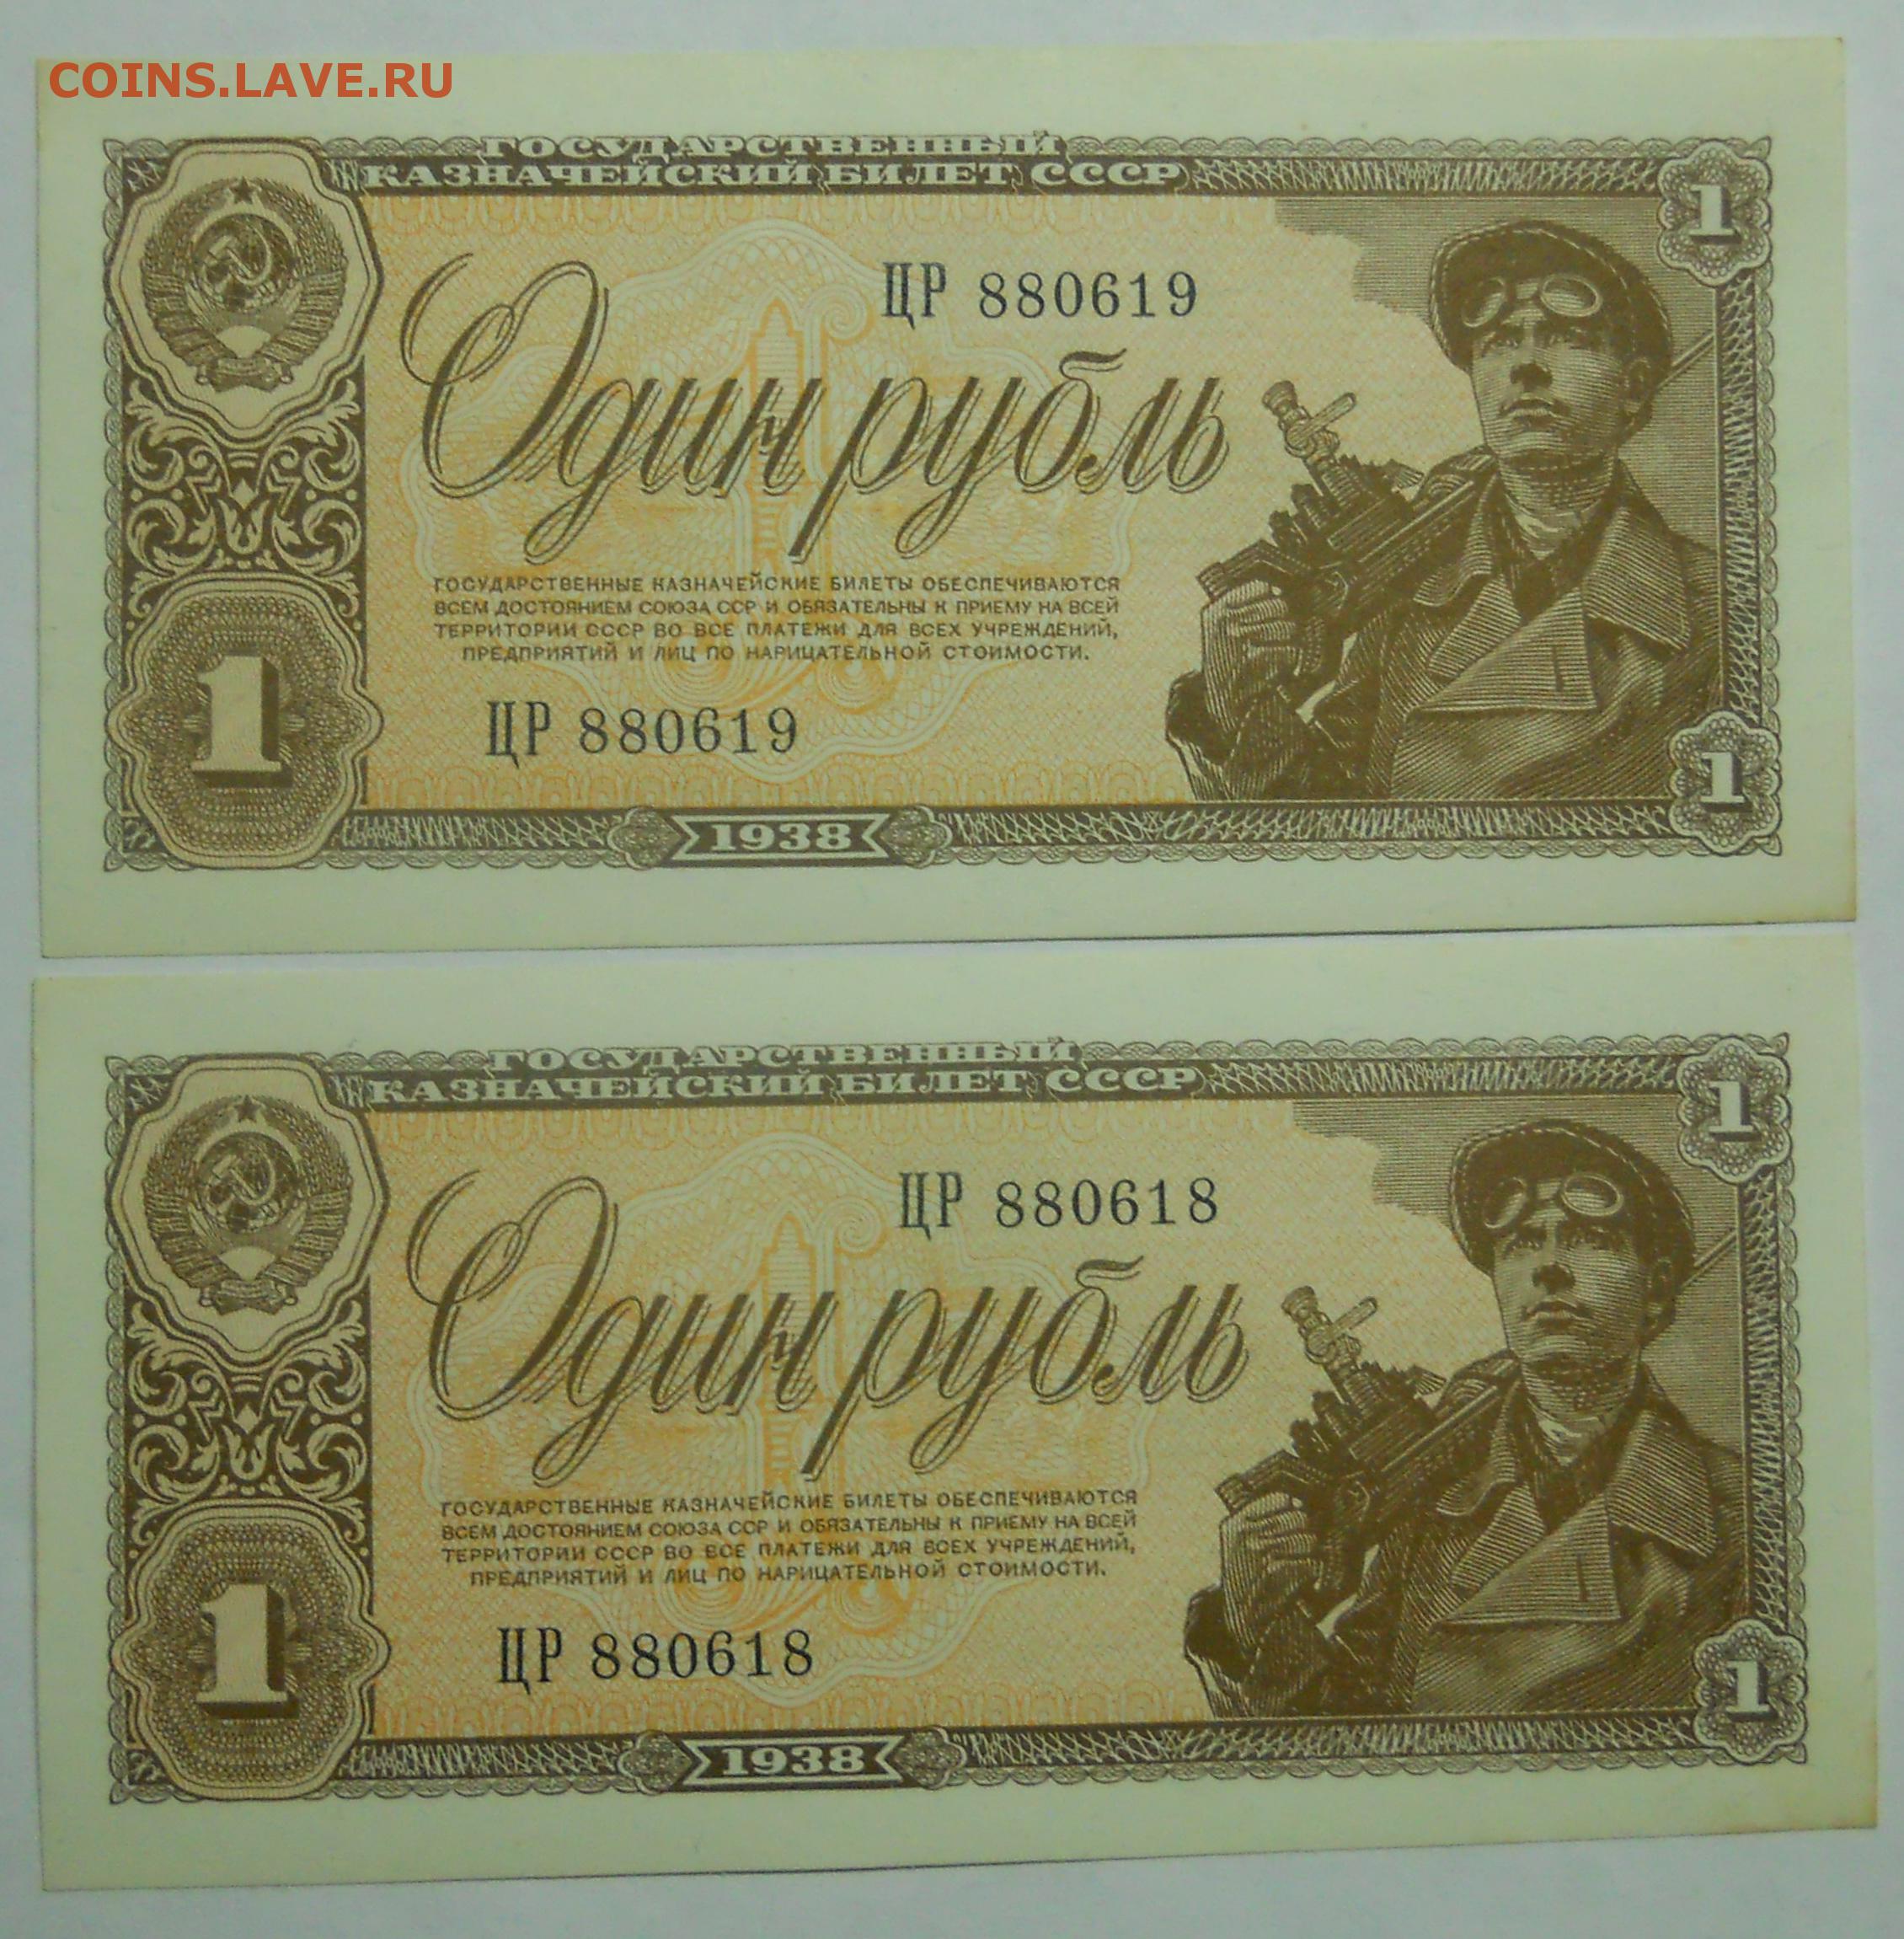 COINS.LAVE.RU
ГОСУДАРСТВЕННЫЙ
КАЗНАЧЕЙСКИЙ БИЛЕТ СССР
1
ЦР 880619
Один рубль
ГОСУДАРСТВЕННЫЕ КАЗНАЧЕЙСКИЕ БИЛЕТЫ ОБЕСПЕЧИВАЮТСЯ
ВСЕМ ДОСТОЯНИЕМ СОЮЗА ССР И ОБЯЗАТЕЛЬНЫ К ПРИЕМУ НА ВСЕЙ
ТЕРРИТОРИИ СССР ВО ВСЕ ПЛАТЕЖИ ДЛЯ ВСЕХ УЧРЕЖДЕНИЙ,
ПРЕДПРИЯТИЙ И ЛИЦ ПО НАРИЦАТЕЛЬНОЙ СТОИМОСТИ.
1
ЦР 880619
1
1938
ГОСУДАРСТВЕННЫЙ
КАЗНАЧЕЙСКИЙ БИЛЕТ СССР
1
ЦР 880618
Один рубль
ГОСУДАРСТВЕННЫЕ КАЗНАЧЕЙСКИЕ БИЛЕТЫ ОБЕСПЕЧИВАЮТСЯ
ВСЕМ ДОСТОЯНИЕМ СОЮЗА ССР И ОБЯЗАТЕЛЬНЫ К ПРИЕМУ НА ВСЕЙ
ТЕРРИТОРИИ СССР ВО ВСЕ ПЛАТЕЖИ ДЛЯ ВСЕХ УЧРЕЖДЕНИЙ,
ПРЕДПРИЯТИЙ И ЛИЦ ПО НАРИЦАТЕЛЬНОЙ СТОИМОСТИ.
1
ЦР 880618
1
1938